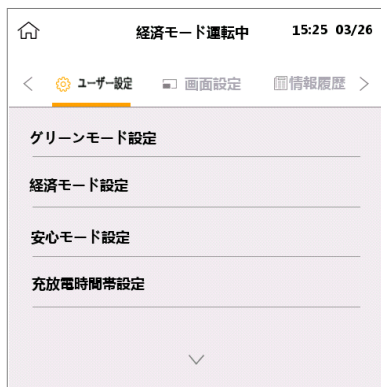 経済モード運転中 15:25 03/26
ユーザー設定 画面設定 情報履歴
グリーンモード設定
経済モード設定
安心モード設定
充放電時間帯設定